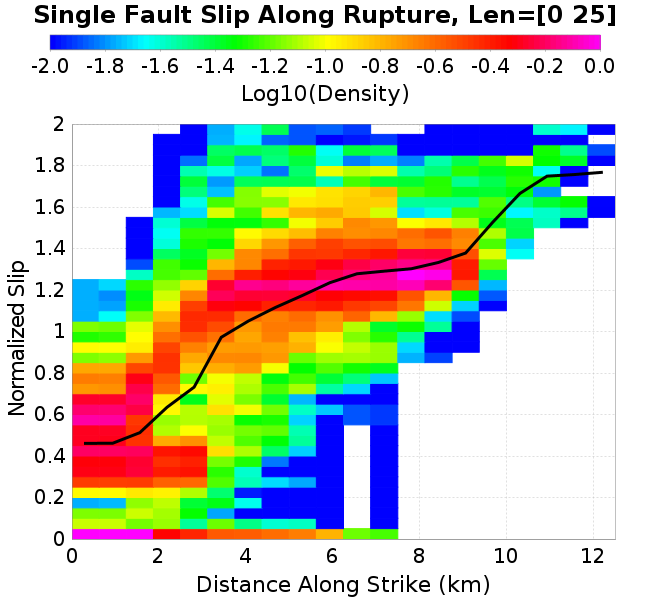 Single Fault Slip Along Rupture, Len=[0 25]
-2.0 -1.8 -1.6 -1.4 -1.2 -1.0 -0.8 -0.6 -0.4 -0.2 0.0
Log10(Density)
2
1.8
1.6
1.4
1.2
1
0.8
0.6
0.4
0.2
0
Normalized Slip
0 2 4 6 8 10 12
Distance Along Strike (km)